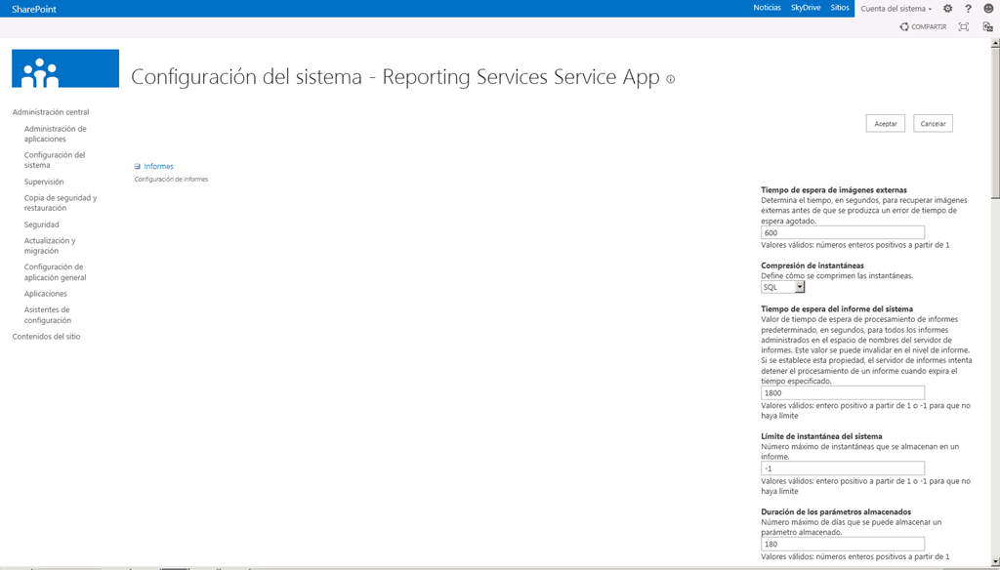 SharePoint
Noticias SkyDrive Sitios Cuenta del sistema ?
COMPARTIR
Configuración del sistema - Reporting Services Service App
Administración central
Administración de
aplicaciones
Configuración del
sistema
Supervisión
Copia de seguridad y
restauración
Seguridad
Actualización y
migración
Configuración de
aplicación general
Aplicaciones
Asistentes de
configuración
Contenidos del sitio
Aceptar Cancelar
Informes
Configuración de informes
Tiempo de espera de imágenes externas
Determina el tiempo, en segundos, para recuperar imágenes
externas antes de que se produzca un error de tiempo de
espera agotado.
600
Valores válidos: números enteros positivos a partir de 1
Compresión de instantáneas
Define cómo se comprimen las instantáneas.
SQL
Tiempo de espera del informe del sistema
Valor de tiempo de espera de procesamiento de informes
predeterminado, en segundos, para todos los informes
administrados en el espacio de nombres del servidor de
informes. Este valor se puede invalidar en el nivel de informe.
Si se establece esta propiedad, el servidor de informes intenta
detener el procesamiento de un informe cuando expira el
tiempo especificado.
1800
Valores válidos: entero positivo a partir de 1 o -1 para que no
haya límite
Límite de instantánea del sistema
Número máximo de instantáneas que se almacenan en un
informe.
-1
Valores válidos: entero positivo a partir de 1 o -1 para que no
haya límite
Duración de los parámetros almacenados
Número máximo de días que se puede almacenar un
parámetro almacenado.
180
Valores válidos: números enteros positivos a partir de 1